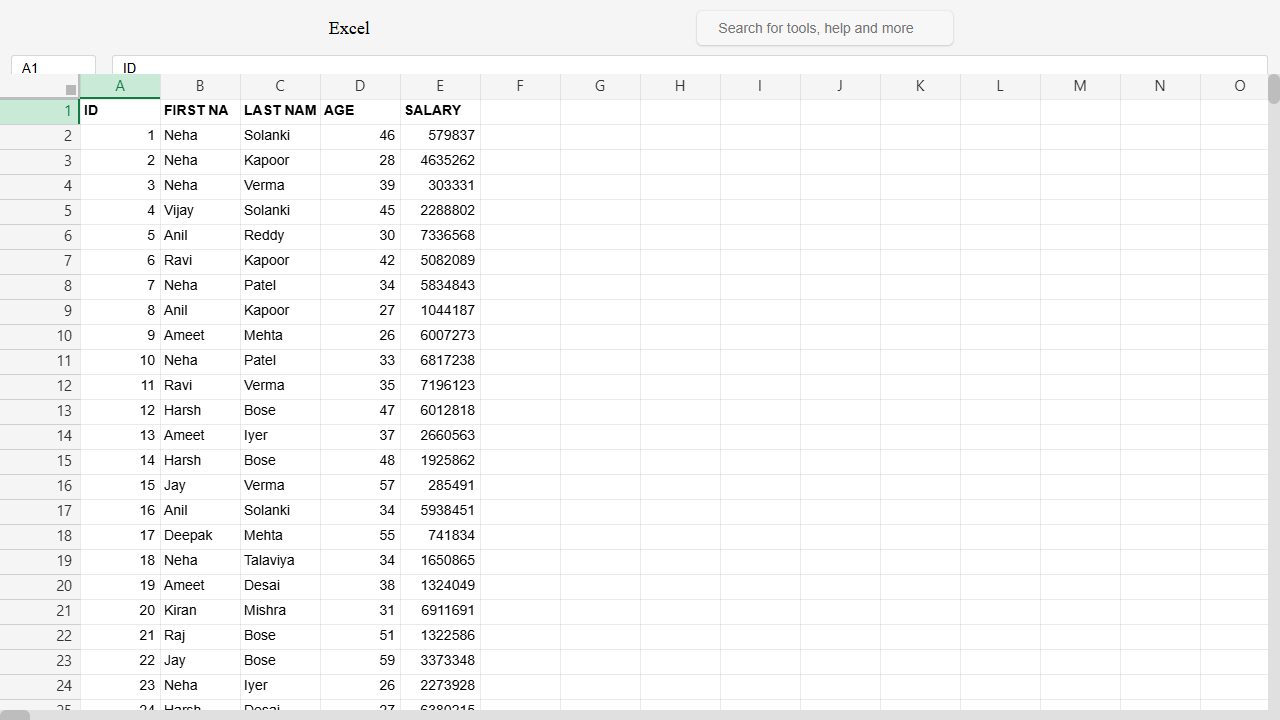 Excel
Search for tools, help and more
A1 ID
A B C D E F G H I J K L M N O
1 ID FIRST NA LAST NAM AGE SALARY
2 1 Neha Solanki 46 579837
3 2 Neha Kapoor 28 4635262
4 3 Neha Verma 39 303331
5 4 Vijay Solanki 45 2288802
6 5 Anil Reddy 30 7336568
7 6 Ravi Kapoor 42 5082089
8 7 Neha Patel 34 5834843
9 8 Anil Kapoor 27 1044187
10 9 Ameet Mehta 26 6007273
11 10 Neha Patel 33 6817238
12 11 Ravi Verma 35 7196123
13 12 Harsh Bose 47 6012818
14 13 Ameet Iyer 37 2660563
15 14 Harsh Bose 48 1925862
16 15 Jay Verma 57 285491
17 16 Anil Solanki 34 5938451
18 17 Deepak Mehta 55 741834
19 18 Neha Talaviya 34 1650865
20 19 Ameet Desai 38 1324049
21 20 Kiran Mishra 31 6911691
22 21 Raj Bose 51 1322586
23 22 Jay Bose 59 3373348
24 23 Neha Iyer 26 2273928
25 24 Harsh Desai 27